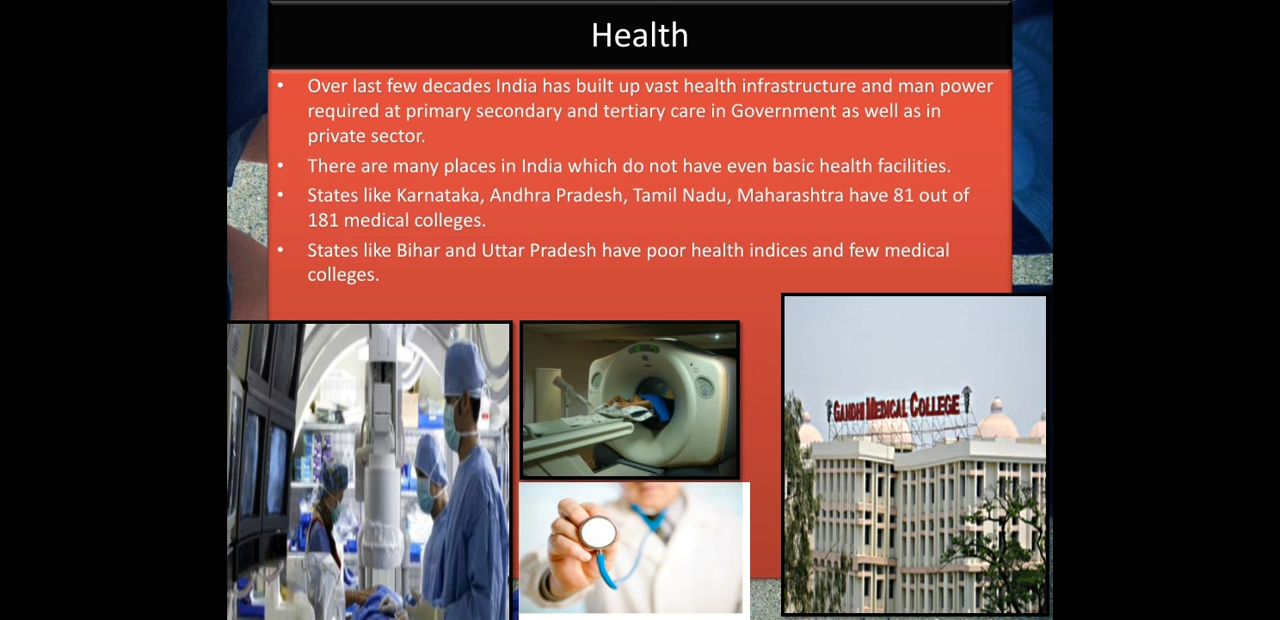 Health
• Over last few decades India has built up vast health infrastructure and man power
required at primary secondary and tertiary care in Government as well as in
private sector.
• There are many places in India which do not have even basic health facilities.
• States like Karnataka, Andhra Pradesh, Tamil Nadu, Maharashtra have 81 out of
181 medical colleges.
• States like Bihar and Uttar Pradesh have poor health indices and few medical
colleges.
GANDHI MEDICAL COLLEGE